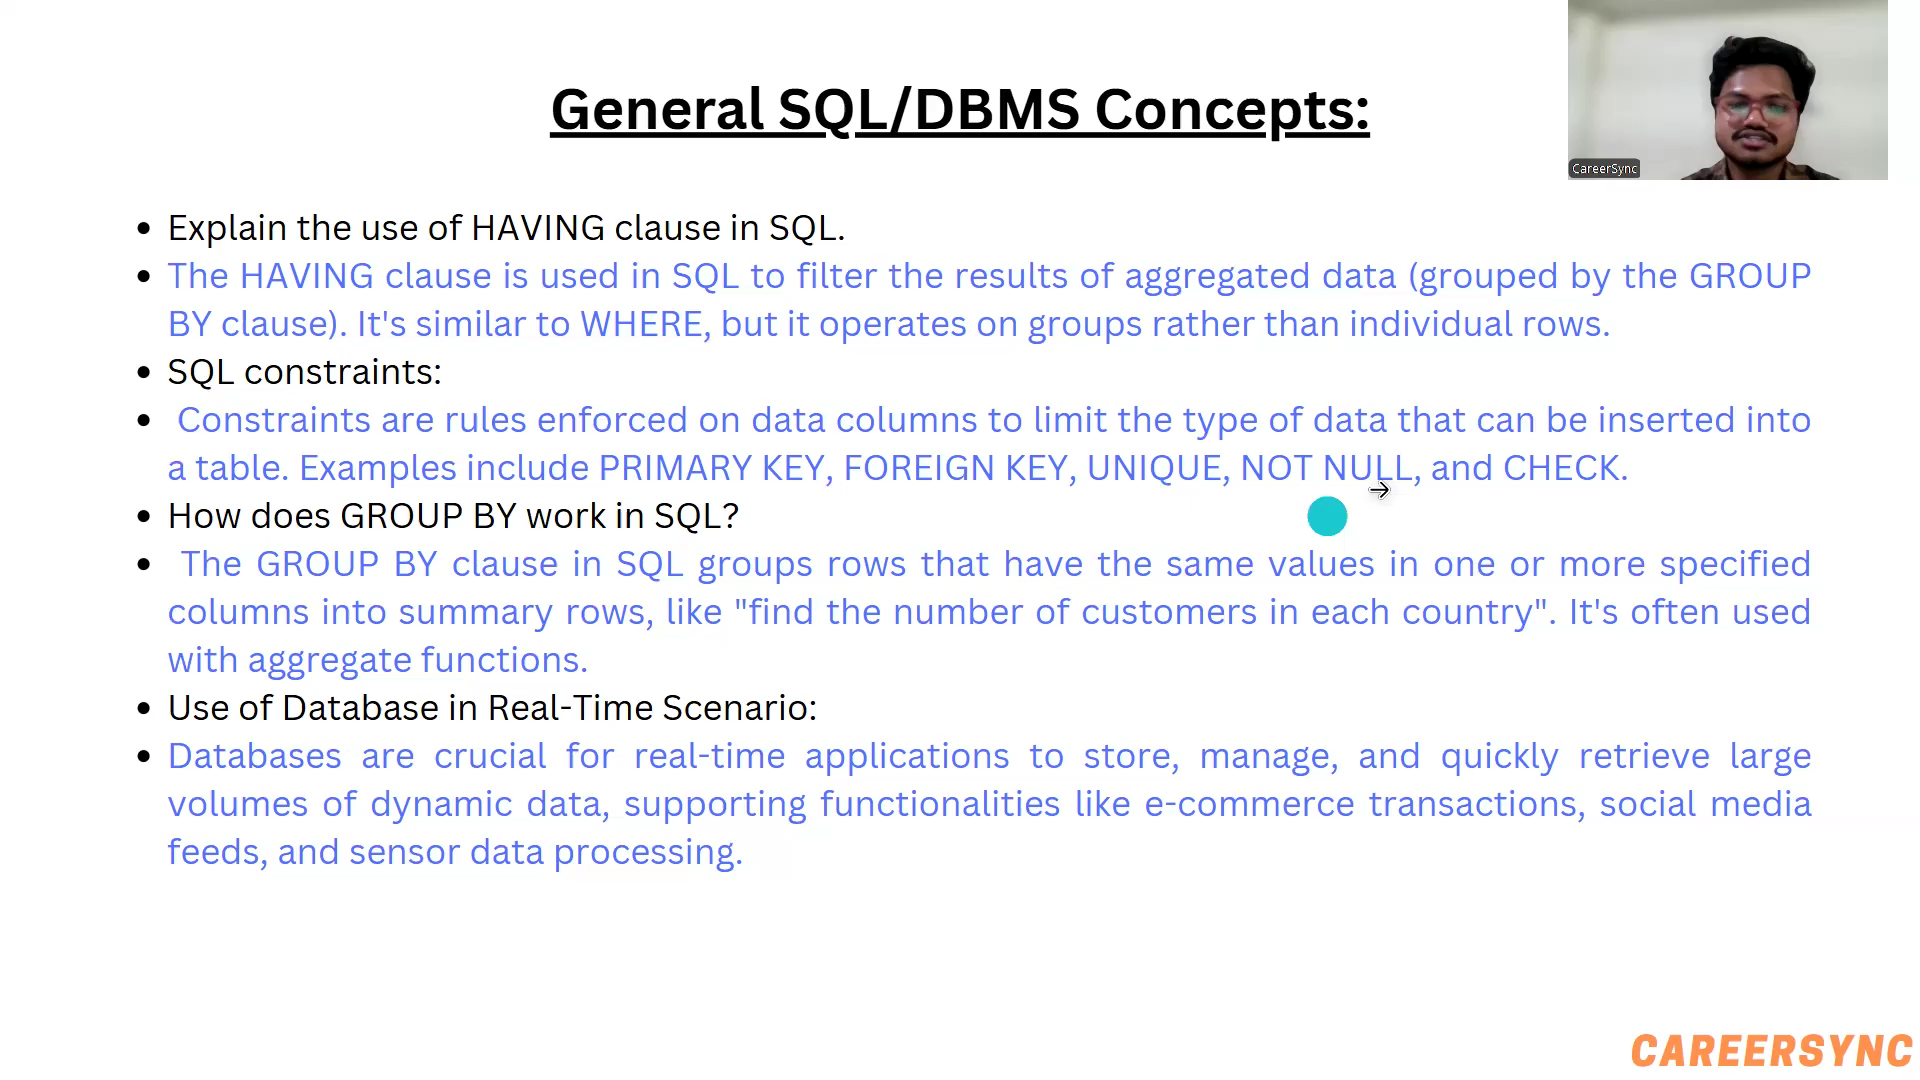 General SQL/DBMS Concepts:
CareerSync
• Explain the use of HAVING clause in SQL.
• The HAVING clause is used in SQL to filter the results of aggregated data (grouped by the GROUP
BY clause). It's similar to WHERE, but it operates on groups rather than individual rows.
• SQL constraints:
• Constraints are rules enforced on data columns to limit the type of data that can be inserted into
a table. Examples include PRIMARY KEY, FOREIGN KEY, UNIQUE, NOT NULL, and CHECK.
• How does GROUP BY work in SQL?
• The GROUP BY clause in SQL groups rows that have the same values in one or more specified
columns into summary rows, like "find the number of customers in each country". It's often used
with aggregate functions.
• Use of Database in Real-Time Scenario:
• Databases are crucial for real-time applications to store, manage, and quickly retrieve large
volumes of dynamic data, supporting functionalities like e-commerce transactions, social media
feeds, and sensor data processing.
CAREERSYNC